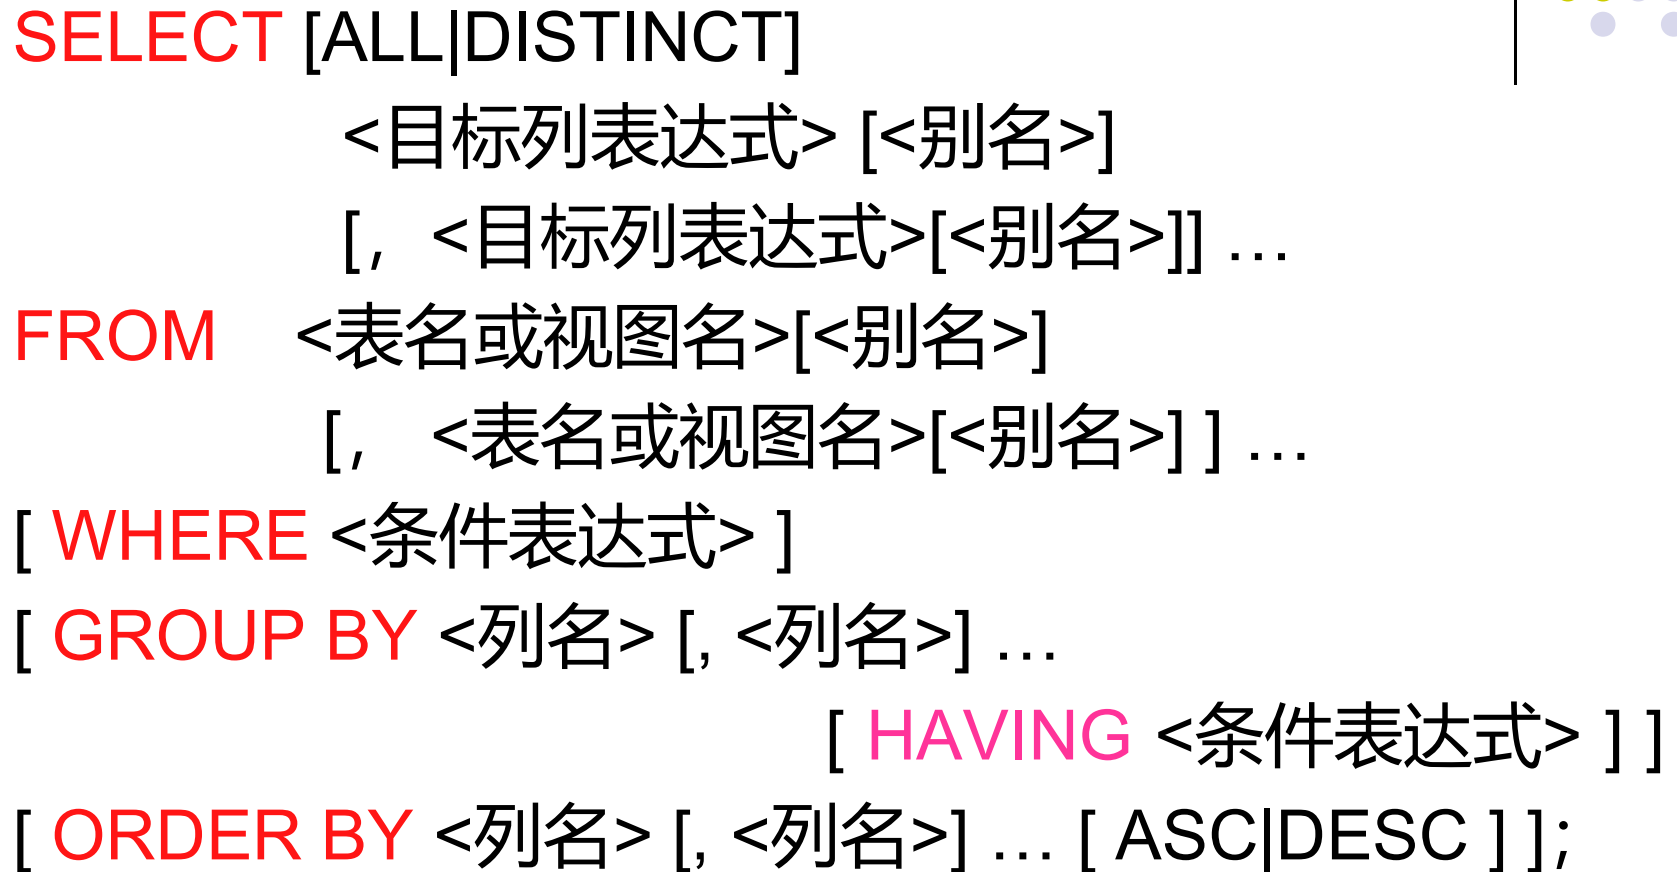 SELECT [ALL|DISTINCT]
<目标列表达式> [<别名>]
[, <目标列表达式>[<别名>]] …
FROM <表名或视图名>[<别名>]
[, <表名或视图名>[<别名>] ] …
[ WHERE <条件表达式> ]
[ GROUP BY <列名> [, <列名>] …
[ HAVING <条件表达式> ] ]
[ ORDER BY <列名> [, <列名>] … [ ASC|DESC ] ];